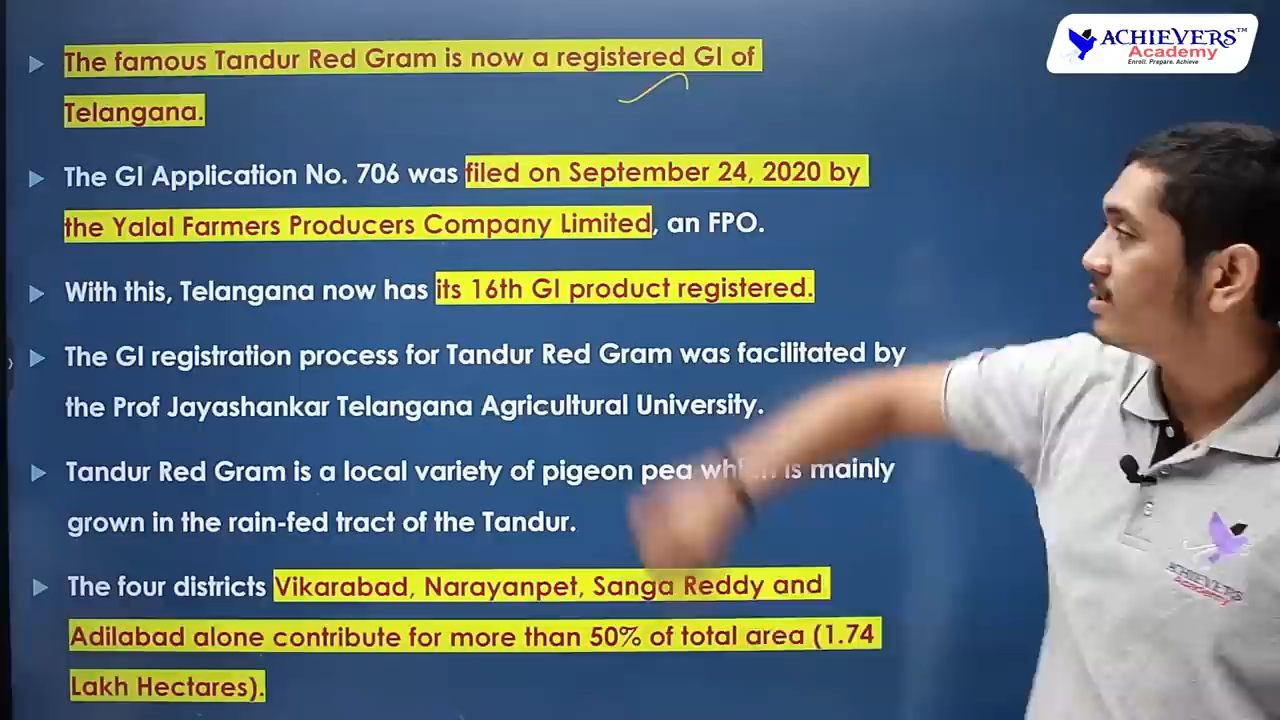 The famous Tandur Red Gram is now a registered GI of
Telangana.
The GI Application No. 706 was filed on September 24, 2020 by
the Yalal Farmers Producers Company Limited, an FPO.
With this, Telangana now has its 16th GI product registered.
The GI registration process for Tandur Red Gram was facilitated by
the Prof Jayashankar Telangana Agricultural University.
Tandur Red Gram is a local variety of pigeon pea which is mainly
grown in the rain-fed tract of the Tandur.
The four districts Vikarabad, Narayanpet, Sanga Reddy and
Adilabad alone contribute for more than 50% of total area (1.74
Lakh Hectares).
ACHIEVERS™
Academy
Enroll. Prepare. Achieve
ACHIEVERS
Academy